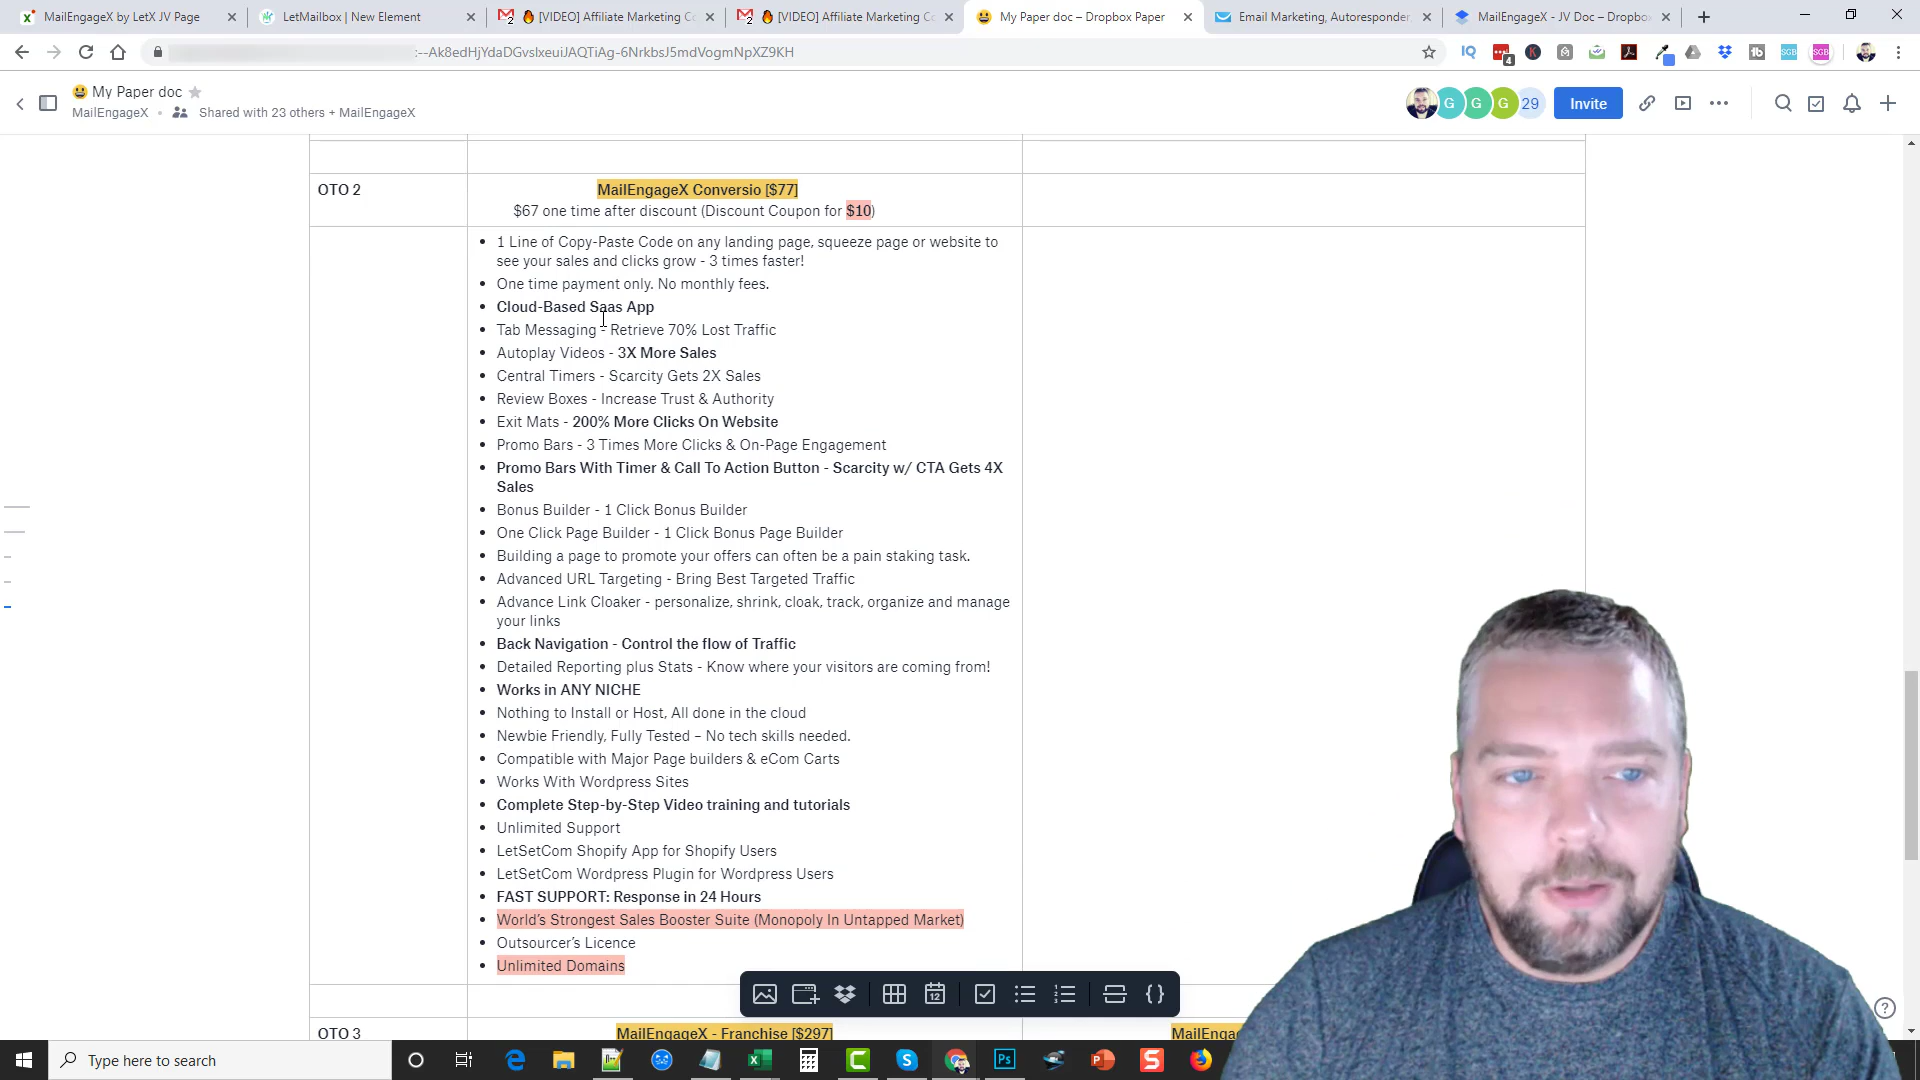 MailEngageX by LetX JV Page
LetMailbox | New Element
[VIDEO] Affiliate Marketing Co
[VIDEO] Affiliate Marketing Co
My Paper doc – Dropbox Paper
Email Marketing, Autoresponder,
MailEngageX - JV Doc – Dropbox
:--Ak8edHjYdaDGvslxeuiJAQTiAg-6NrkbsJ5mdVogmNpXZ9KH
My Paper doc
MailEngageX • Shared with 23 others + MailEngageX
G G G 29 Invite
OTO 2
MailEngageX Conversio [$77]
$67 one time after discount (Discount Coupon for $10)
• 1 Line of Copy-Paste Code on any landing page, squeeze page or website to
see your sales and clicks grow - 3 times faster!
• One time payment only. No monthly fees.
• Cloud-Based Saas App
• Tab Messaging - Retrieve 70% Lost Traffic
• Autoplay Videos - 3X More Sales
• Central Timers - Scarcity Gets 2X Sales
• Review Boxes - Increase Trust & Authority
• Exit Mats - 200% More Clicks On Website
• Promo Bars - 3 Times More Clicks & On-Page Engagement
• Promo Bars With Timer & Call To Action Button - Scarcity w/ CTA Gets 4X
Sales
• Bonus Builder - 1 Click Bonus Builder
• One Click Page Builder - 1 Click Bonus Page Builder
• Building a page to promote your offers can often be a pain staking task.
• Advanced URL Targeting - Bring Best Targeted Traffic
• Advance Link Cloaker - personalize, shrink, cloak, track, organize and manage
your links
• Back Navigation - Control the flow of Traffic
• Detailed Reporting plus Stats - Know where your visitors are coming from!
• Works in ANY NICHE
• Nothing to Install or Host, All done in the cloud
• Newbie Friendly, Fully Tested – No tech skills needed.
• Compatible with Major Page builders & eCom Carts
• Works With Wordpress Sites
• Complete Step-by-Step Video training and tutorials
• Unlimited Support
• LetSetCom Shopify App for Shopify Users
• LetSetCom Wordpress Plugin for Wordpress Users
• FAST SUPPORT: Response in 24 Hours
• World's Strongest Sales Booster Suite (Monopoly In Untapped Market)
• Outsourcer's Licence
• Unlimited Domains
OTO 3
MailEngageX - Franchise [$297]
MailEngag
Type here to search